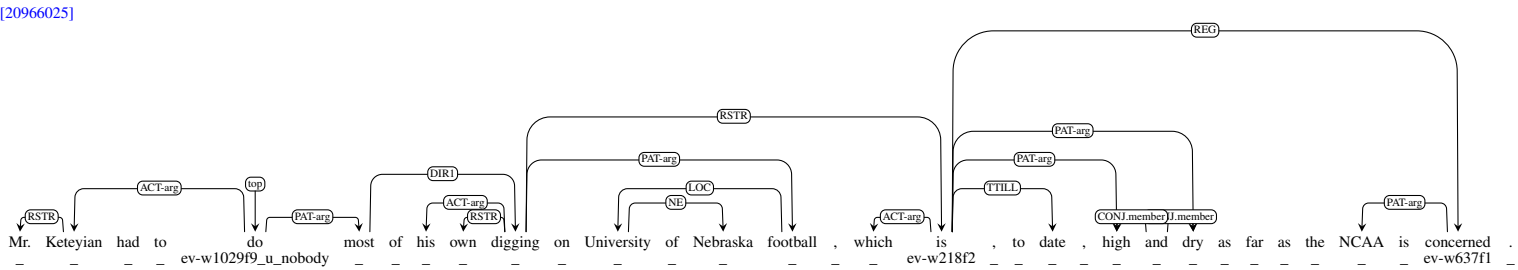 [20966025]
REG
RSTR
PAT-arg
PAT-arg PAT-arg
DIR1
ACT-arg top LOC TTILL
ACT-arg NE PAT-arg
RSTR PAT-arg RSTR ACT-arg CONJ.member JJ.member
Mr. Keteyian had to do most of his own digging on University of Nebraska football , which is , to date , high and dry as far as the NCAA is concerned .
_ _ _ _ ev-w1029f9_u_nobody _ _ _ _ _ _ _ _ _ _ _ _ ev-w218f2 _ _ _ _ _ _ _ _ _ _ _ _ _ ev-w637f1 _